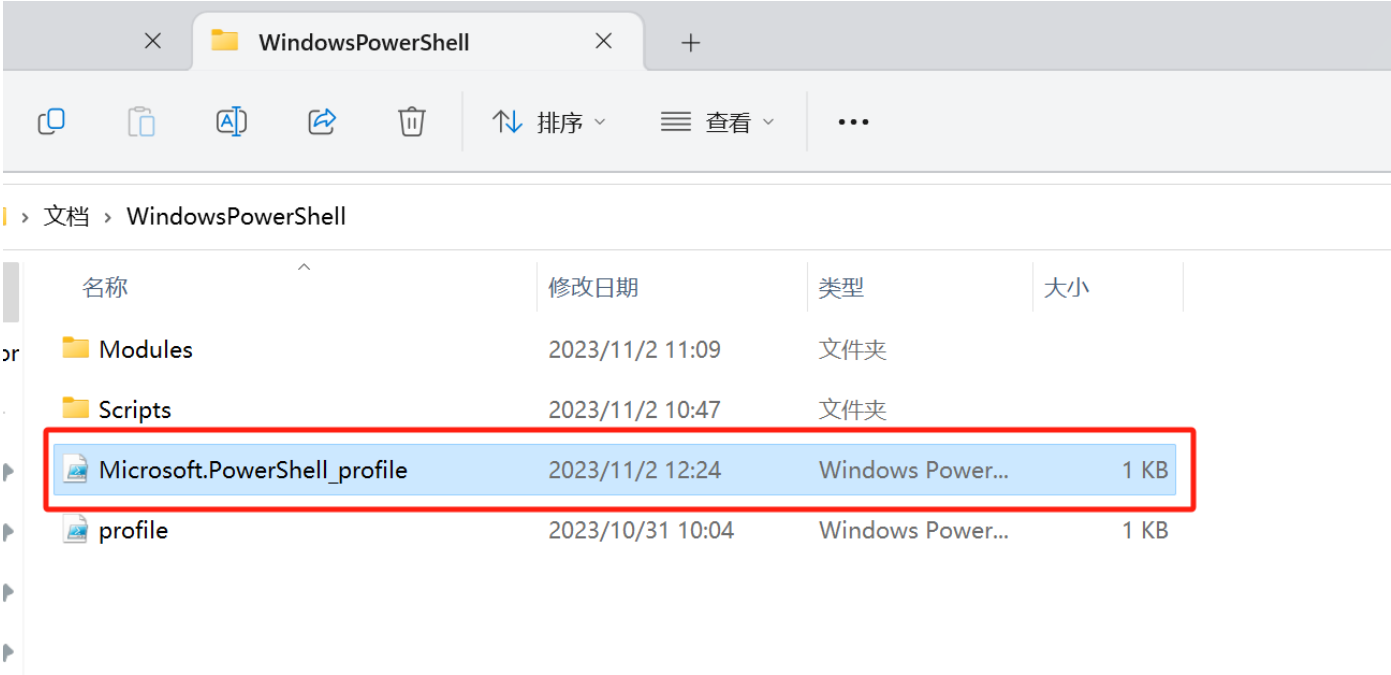 WindowsPowerShell
排序 查看
文档 > WindowsPowerShell
名称 修改日期 类型 大小
Modules 2023/11/2 11:09 文件夹
Scripts 2023/11/2 10:47 文件夹
Microsoft.PowerShell_profile 2023/11/2 12:24 Windows Power... 1 KB
profile 2023/10/31 10:04 Windows Power... 1 KB